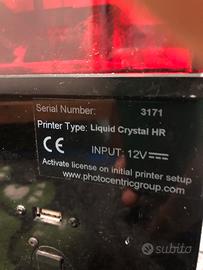 Serial Number: 3171
Printer Type: Liquid Crystal HR
CE INPUT: 12V
Activate license on initial printer setup
www.photocentricgroup.com
subito